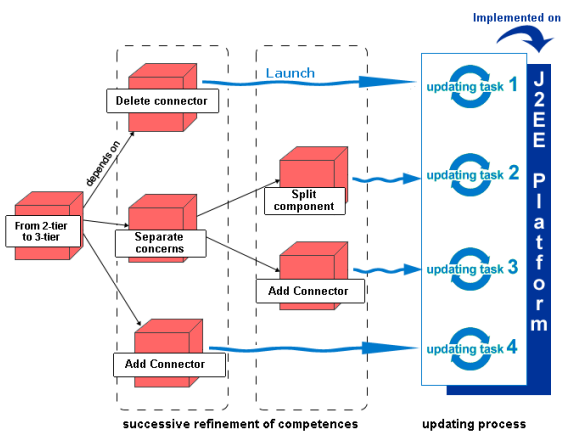 Implemented on
Launch
Delete connector
updating task 1
depends on
Split
component
updating task 2
From 2-tier
to 3-tier
Separate
concerns
Add Connector
updating task 3
Add Connector
updating task 4
J2EE Platform
successive refinement of competences
updating process